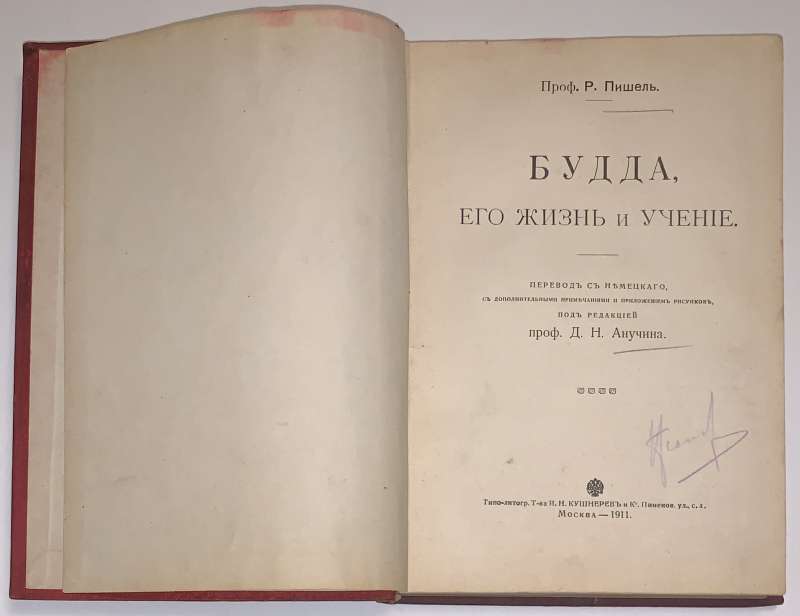 Проф. Р. Пишель.
БУДДА,
ЕГО ЖИЗНЬ и УЧЕНІЕ.
ПЕРЕВОДЪ СЪ НѢМЕЦКАГО,
СЪ ДОПОЛНИТЕЛЬНЫМИ ПРИМѢЧАНІЯМИ И ПРИЛОЖЕНІЕМЪ РИСУНКОВЪ,
ПОДЪ РЕДАКЦІЕЙ
проф. Д. Н. Анучина.
Типо-литогр. Т-ва И. Н. КУШНЕРЕВЪ и К°. Пименов. ул., с. д.
МОСКВА — 1911.